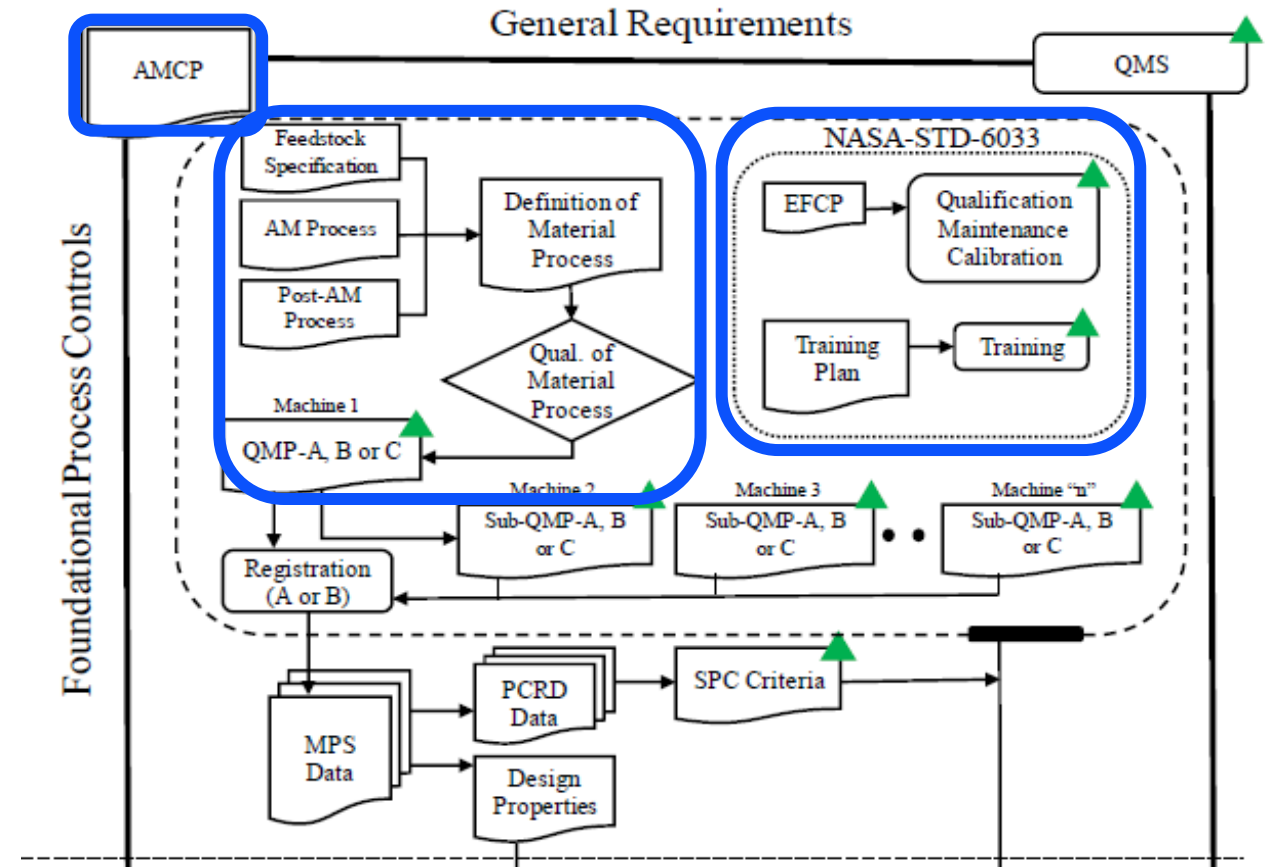 General Requirements
AMCP
QMS
Foundational Process Controls
Feedstock
Specification
AM Process
Post-AM
Process
Definition of
Material
Process
Qual. of
Material
Process
NASA-STD-6033
EFCP
Qualification
Maintenance
Calibration
Training
Plan
Training
Machine 1
QMP-A, B or C
Machine 2
Sub-QMP-A, B
or C
Machine 3
Sub-QMP-A, B
or C
Machine “n”
Sub-QMP-A, B
or C
Registration
(A or B)
MPS
Data
PCRD
Data
SPC Criteria
Design
Properties